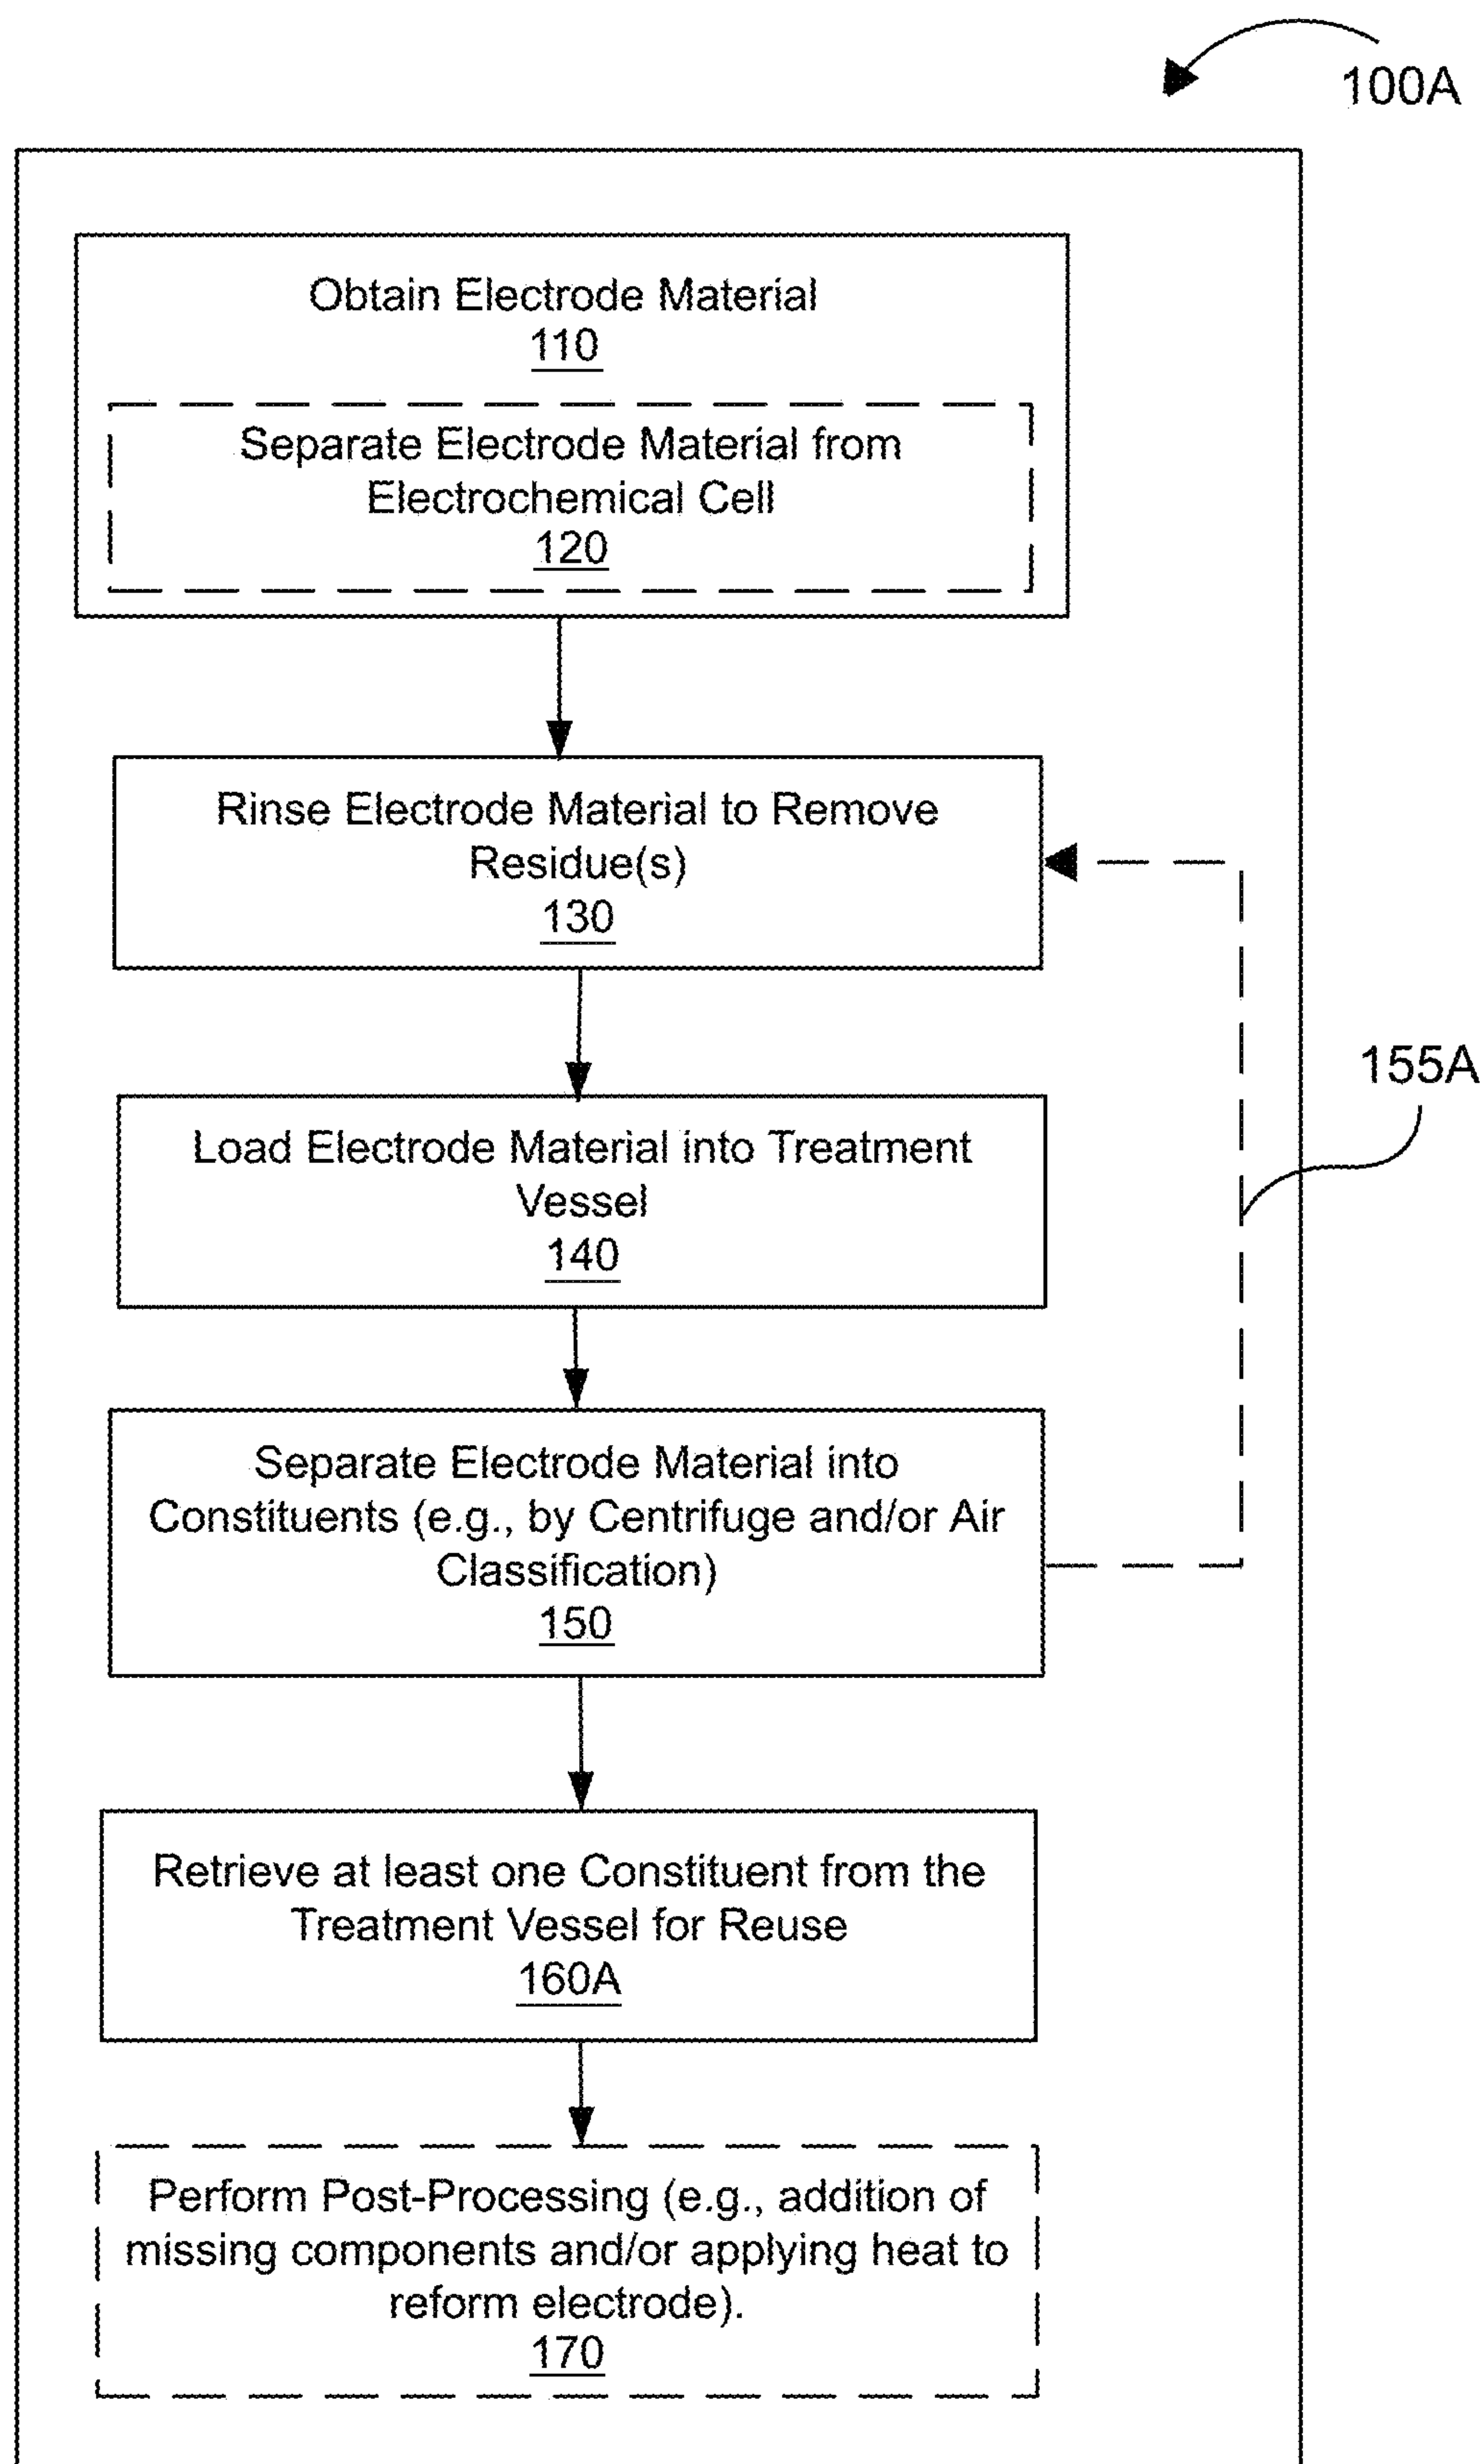 100A
Obtain Electrode Material
110
Separate Electrode Material from
Electrochemical Cell
120
Rinse Electrode Material to Remove
Residue(s)
130
155A
Load Electrode Material into Treatment
Vessel
140
Separate Electrode Material into
Constituents (e.g., by Centrifuge and/or Air
Classification)
150
Retrieve at least one Constituent from the
Treatment Vessel for Reuse
160A
Perform Post-Processing (e.g., addition of
missing components and/or applying heat to
reform electrode).
170